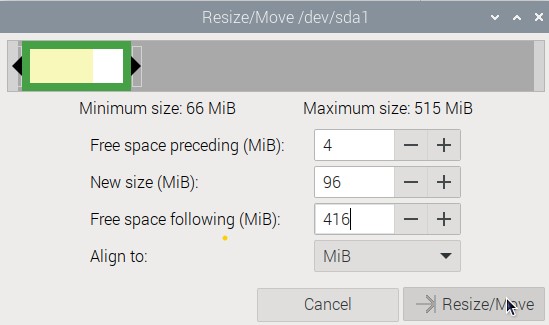 Resize/Move /dev/sda1
Minimum size: 66 MiB Maximum size: 515 MiB
Free space preceding (MiB): 4
New size (MiB): 96
Free space following (MiB): 416
Align to: MiB
Cancel Resize/Move